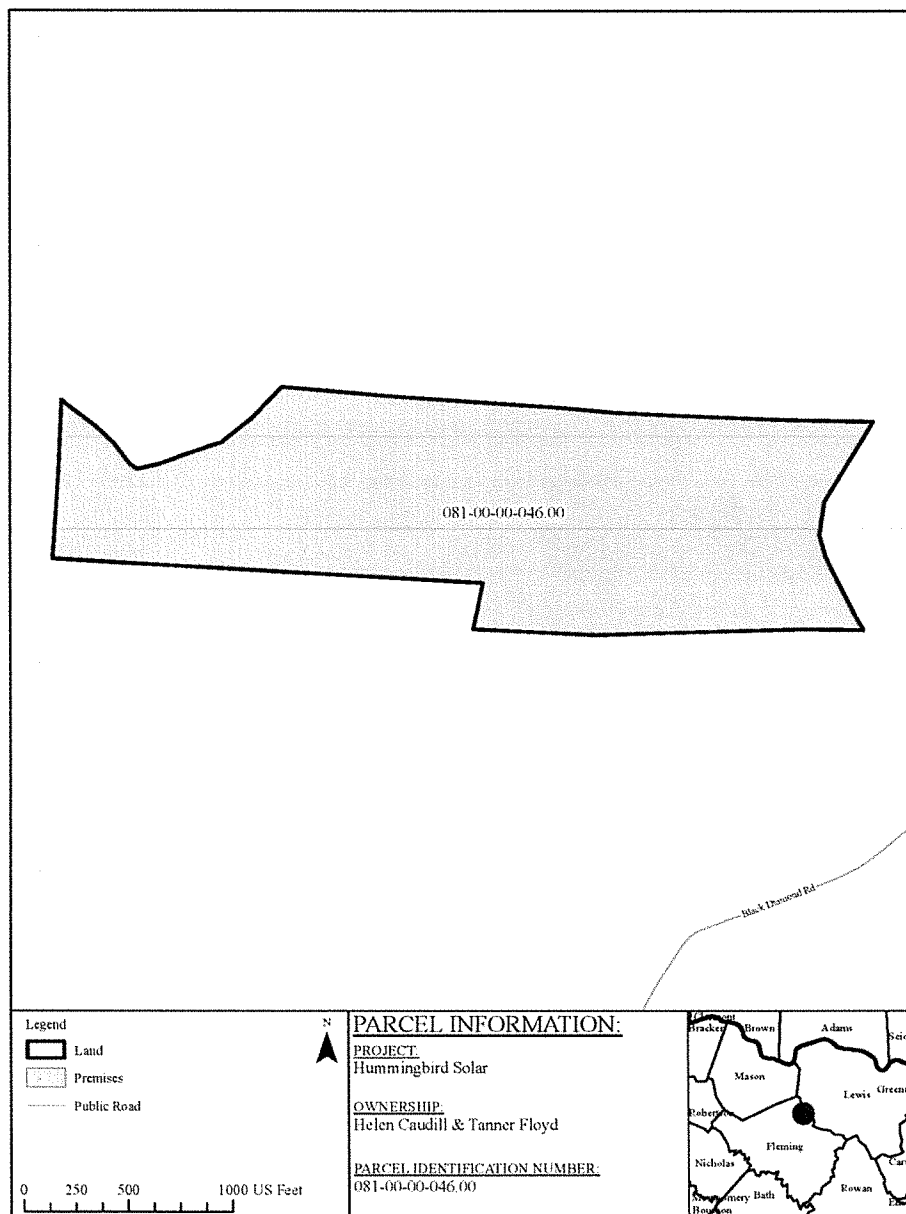 081-00-00-046.00
Black Diamond Rd
Legend
Land
Premises
Public Road
0 250 500 1000 US Feet
N
PARCEL INFORMATION:
PROJECT:
Hummingbird Solar
OWNERSHIP:
Helen Caudill & Tanner Floyd
PARCEL IDENTIFICATION NUMBER:
081-00-00-046.00
Bracken Brown Adams
Mason
Lewis
Fleming
Nicholas
Bath
Rowan